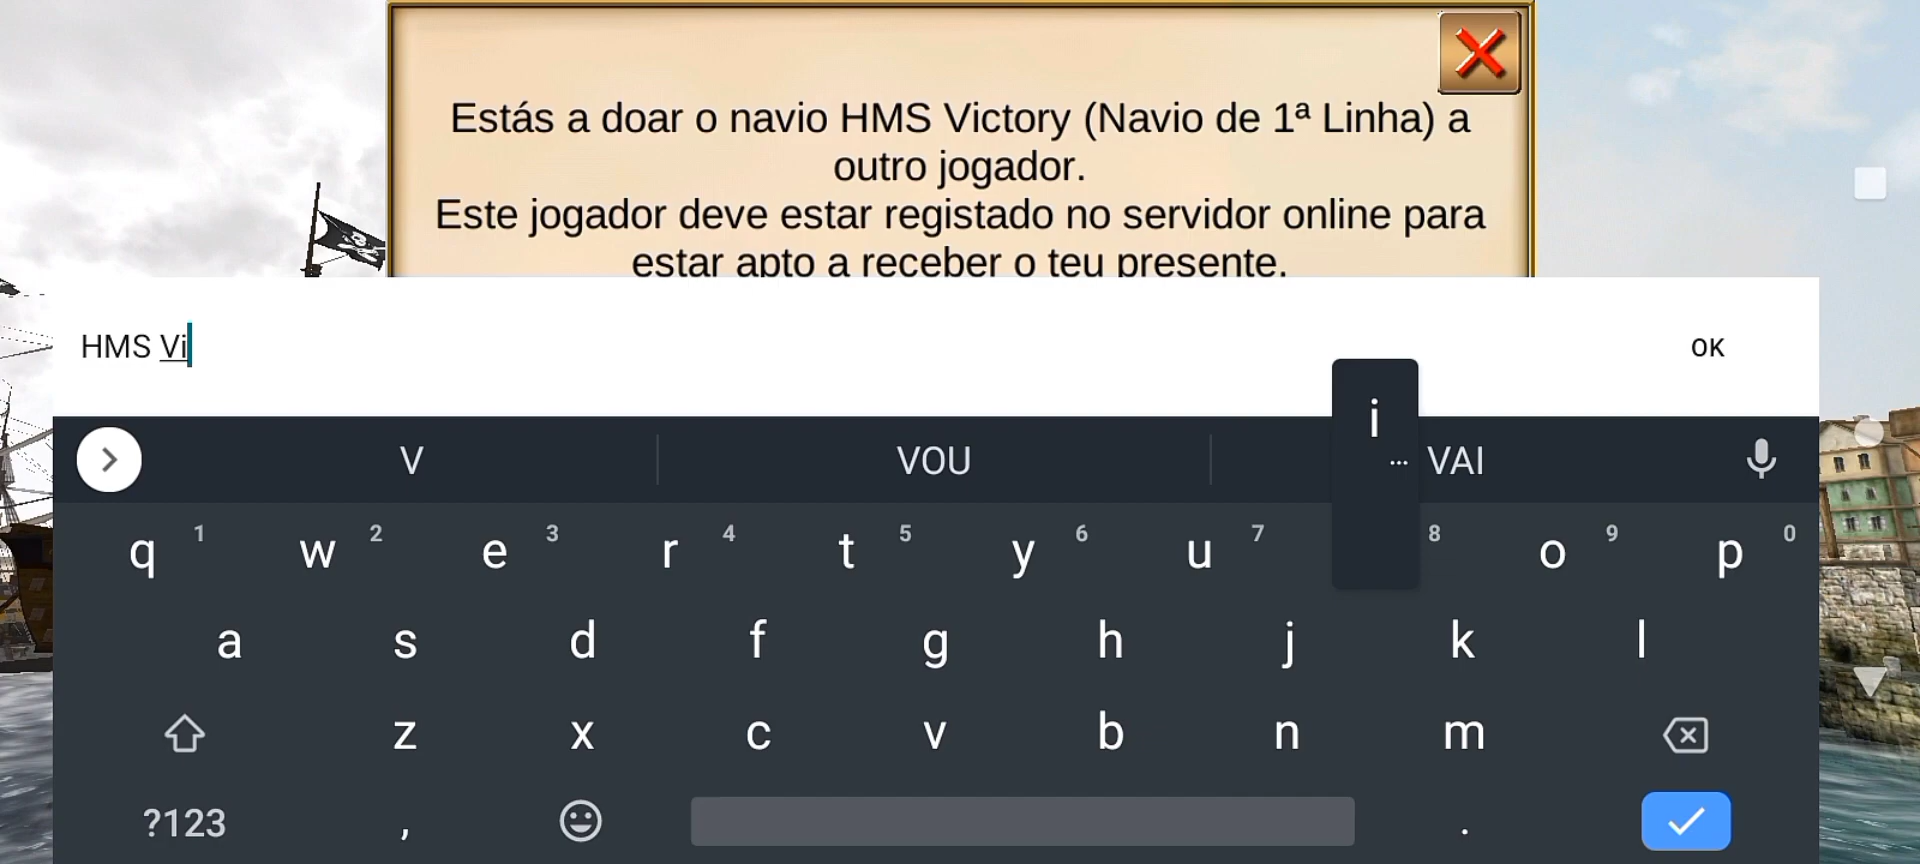 Estás a doar o navio HMS Victory (Navio de 1ª Linha) a
outro jogador.
Este jogador deve estar registado no servidor online para
estar apto a receber o teu presente.
HMS Vi
OK
i
...
V
VOU
VAI
q 1 w 2 e 3 r 4 t 5 y 6 u 7 8 o 9 p 0
a s d f g h j k l
z x c v b n m
?123 , .